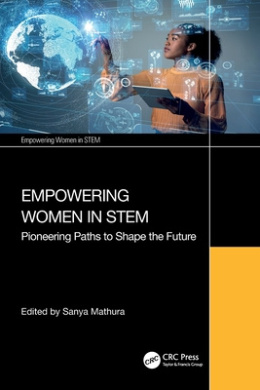 Empowering Women in STEM
EMPOWERING
WOMEN IN STEM
Pioneering Paths to Shape the Future
Edited by Sanya Mathura
CRC Press
Taylor & Francis Group